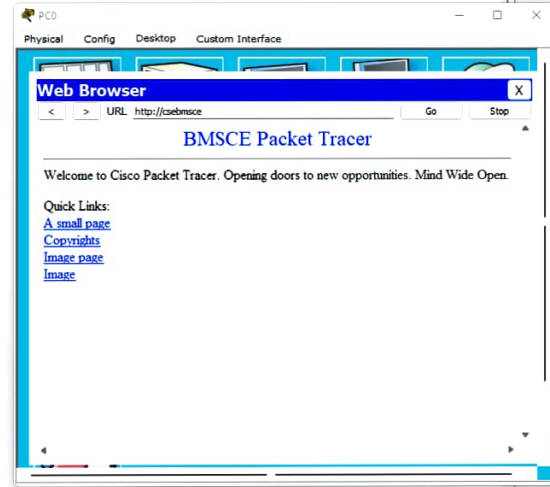 PC0
Physical Config Desktop Custom Interface
Web Browser X
< > URL http://csebmsce Go Stop
BMSCE Packet Tracer
Welcome to Cisco Packet Tracer. Opening doors to new opportunities. Mind Wide Open.
Quick Links:
A small page
Copyrights
Image page
Image